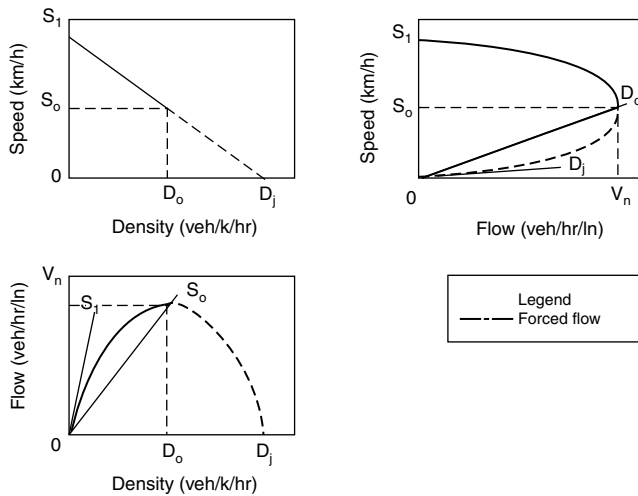 S1
Speed (km/h)
So
0
Do
Dj
Density (veh/k/hr)
S1
Speed (km/h)
So
Do
Dj
0
Vn
Flow (veh/hr/ln)
Vn
S1
So
Flow (veh/hr/ln)
0
Do
Dj
Density (veh/k/hr)
Legend
Forced flow